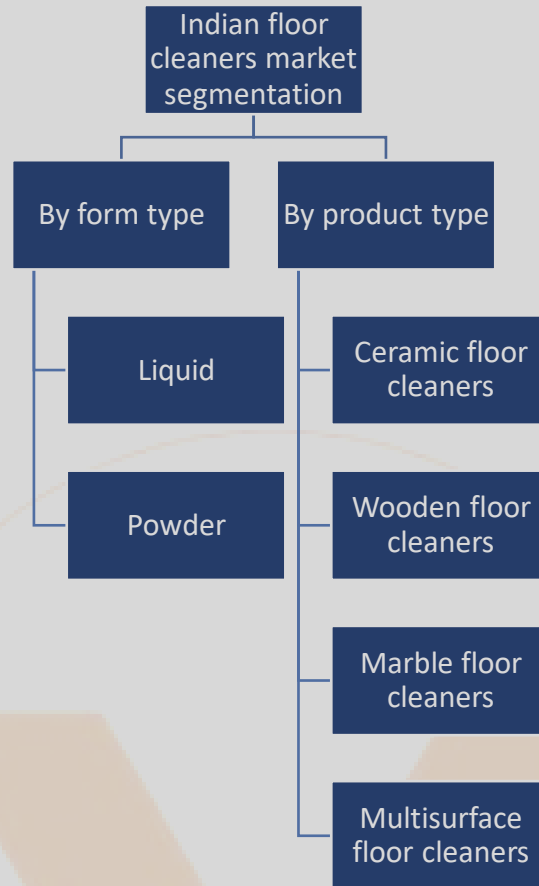 Indian floor
cleaners market
segmentation
By form type
Liquid
Powder
By product type
Ceramic floor
cleaners
Wooden floor
cleaners
Marble floor
cleaners
Multisurface
floor cleaners